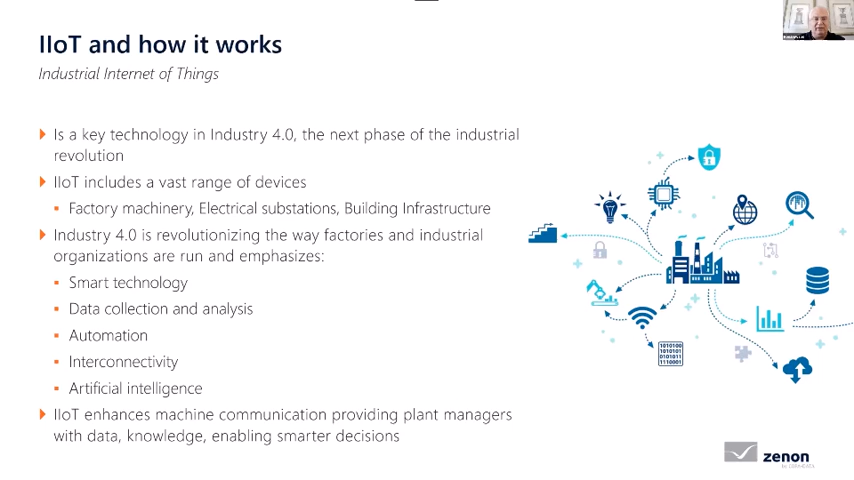 IIoT and how it works
Industrial Internet of Things
Is a key technology in Industry 4.0, the next phase of the industrial
revolution
IIoT includes a vast range of devices
Factory machinery, Electrical substations, Building Infrastructure
Industry 4.0 is revolutionizing the way factories and industrial
organizations are run and emphasizes:
Smart technology
Data collection and analysis
Automation
Interconnectivity
Artificial intelligence
IIoT enhances machine communication providing plant managers
with data, knowledge, enabling smarter decisions
1010100
1010101
0101011
1110001
zenon
by COPADATA